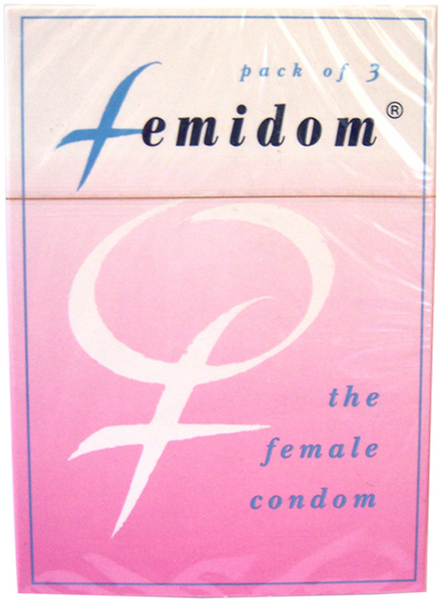 pack of 3
femidom®
the
female
condom